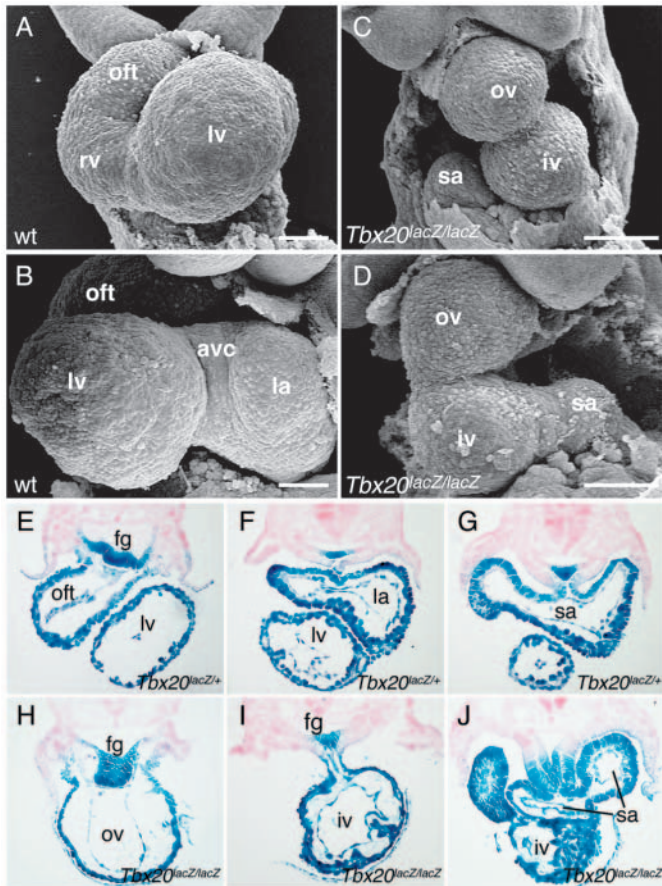 A
oft
lv
rv
wt
C
ov
iv
sa
Tbx20lacZ/lacZ
B
oft
avc
lv
la
wt
D
ov
sa
iv
Tbx20lacZ/lacZ
E
fg
oft
lv
Tbx20lacZ/+
F
la
lv
Tbx20lacZ/+
G
sa
Tbx20lacZ/+
H
fg
ov
Tbx20lacZ/lacZ
I
fg
iv
Tbx20lacZ/lacZ
J
sa
iv
Tbx20lacZ/lacZ